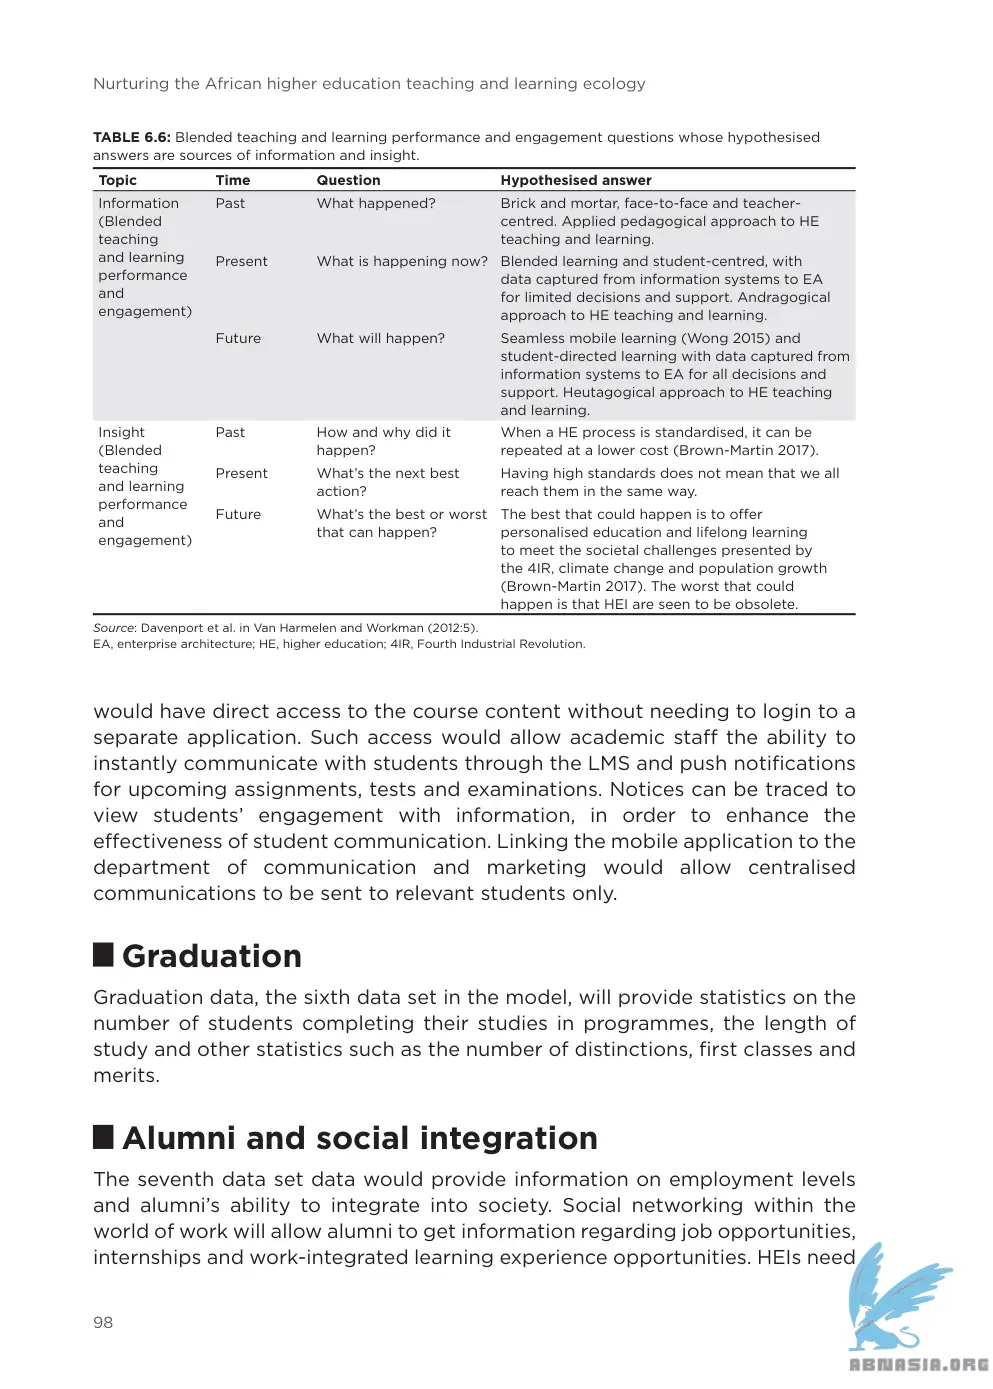 Nurturing the African higher education teaching and learning ecology
TABLE 6.6: Blended teaching and learning performance and engagement questions whose hypothesised
answers are sources of information and insight.
Topic Time Question Hypothesised answer
Information Past What happened? Brick and mortar, face-to-face and teacher-
(Blended centred. Applied pedagogical approach to HE
teaching teaching and learning.
and learning Present What is happening now? Blended learning and student-centred, with
performance data captured from information systems to EA
and for limited decisions and support. Andragogical
engagement) approach to HE teaching and learning.
Future What will happen? Seamless mobile learning (Wong 2015) and
student-directed learning with data captured from
information systems to EA for all decisions and
support. Heutagogical approach to HE teaching
and learning.
Insight Past How and why did it When a HE process is standardised, it can be
(Blended happen? repeated at a lower cost (Brown-Martin 2017).
teaching Present What's the next best Having high standards does not mean that we all
and learning action? reach them in the same way.
performance Future What's the best or worst The best that could happen is to offer
and that can happen? personalised education and lifelong learning
engagement) to meet the societal challenges presented by
the 4IR, climate change and population growth
(Brown-Martin 2017). The worst that could
happen is that HEI are seen to be obsolete.
Source: Davenport et al. in Van Harmelen and Workman (2012:5).
EA, enterprise architecture; HE, higher education; 4IR, Fourth Industrial Revolution.
would have direct access to the course content without needing to login to a
separate application. Such access would allow academic staff the ability to
instantly communicate with students through the LMS and push notifications
for upcoming assignments, tests and examinations. Notices can be traced to
view students' engagement with information, in order to enhance the
effectiveness of student communication. Linking the mobile application to the
department of communication and marketing would allow centralised
communications to be sent to relevant students only.
Graduation
Graduation data, the sixth data set in the model, will provide statistics on the
number of students completing their studies in programmes, the length of
study and other statistics such as the number of distinctions, first classes and
merits.
Alumni and social integration
The seventh data set data would provide information on employment levels
and alumni's ability to integrate into society. Social networking within the
world of work will allow alumni to get information regarding job opportunities,
internships and work-integrated learning experience opportunities. HEIs need
98
ABNASIA.ORG